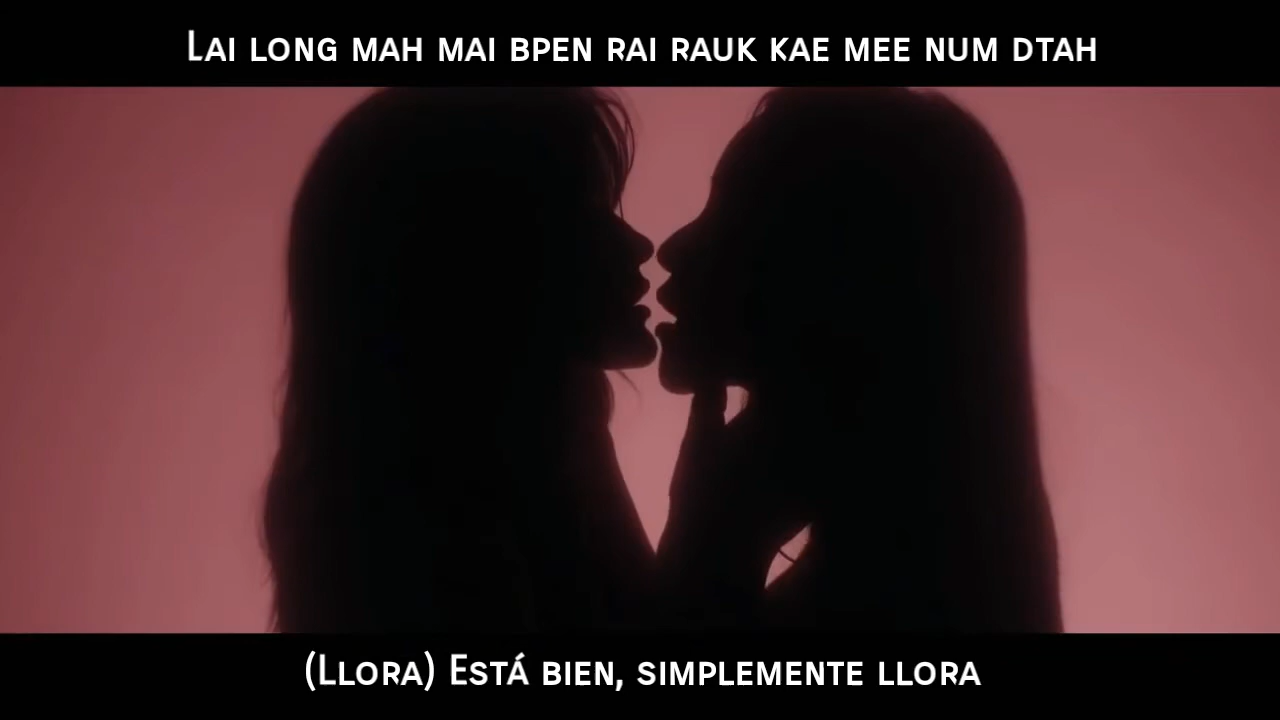 Lai long mah mai bpen rai rauk kae mee num dtah
(Llora) Está bien, simplemente llora